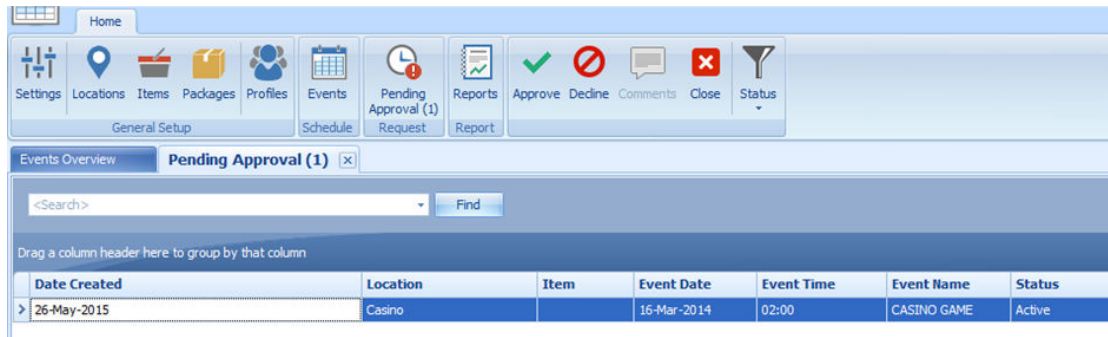 Home
Settings Locations Items Packages Profiles Events Pending Approval (1) Reports Approve Decline Comments Close Status
General Setup Schedule Request Report
Events Overview Pending Approval (1)
<Search> Find
Drag a column header here to group by that column
Date Created Location Item Event Date Event Time Event Name Status
26-May-2015 Casino 16-Mar-2014 02:00 CASINO GAME Active